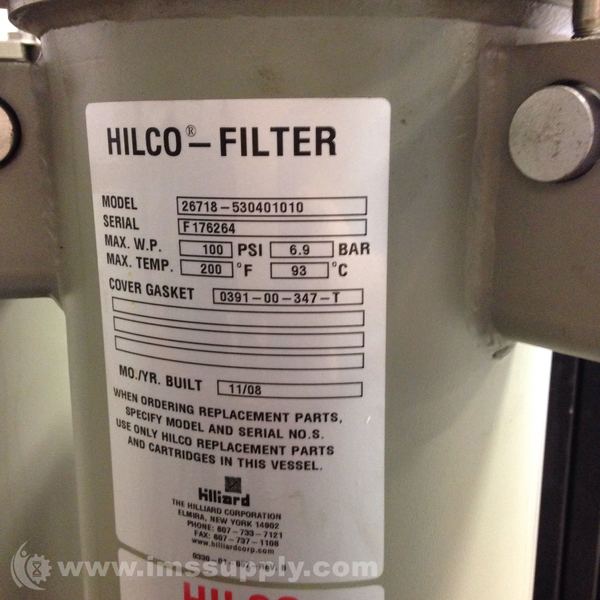 HILCO® – FILTER
MODEL 26718-530401010
SERIAL F176264
MAX. W.P. 100 PSI 6.9 BAR
MAX. TEMP. 200 °F 93 °C
COVER GASKET 0391-00-347-T
MO./YR. BUILT 11/08
WHEN ORDERING REPLACEMENT PARTS,
SPECIFY MODEL AND SERIAL NO.S.
USE ONLY HILCO REPLACEMENT PARTS
AND CARTRIDGES IN THIS VESSEL.
hilliard
THE HILLIARD CORPORATION
ELMIRA, NEW YORK 14902
PHONE: 607-733-7121
FAX: 607-737-1108
www.hilliardcorp.com
www.imssupply.com
HILCO